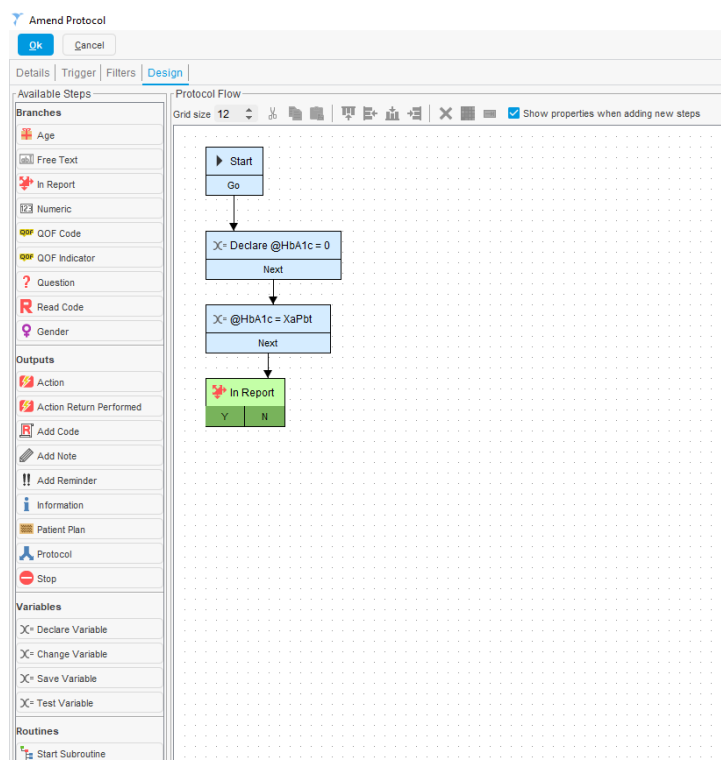 Amend Protocol
Ok Cancel
Details Trigger Filters Design
Available Steps
Branches
Age
Free Text
In Report
Numeric
QOF Code
QOF Indicator
Question
Read Code
Gender
Outputs
Action
Action Return Performed
Add Code
Add Note
Add Reminder
Information
Patient Plan
Protocol
Stop
Variables
X= Declare Variable
X= Change Variable
X= Save Variable
X= Test Variable
Routines
Start Subroutine
Protocol Flow
Grid size 12 Show properties when adding new steps
Start
Go
X= Declare @HbA1c = 0
Next
X= @HbA1c = XaPbt
Next
In Report
Y N